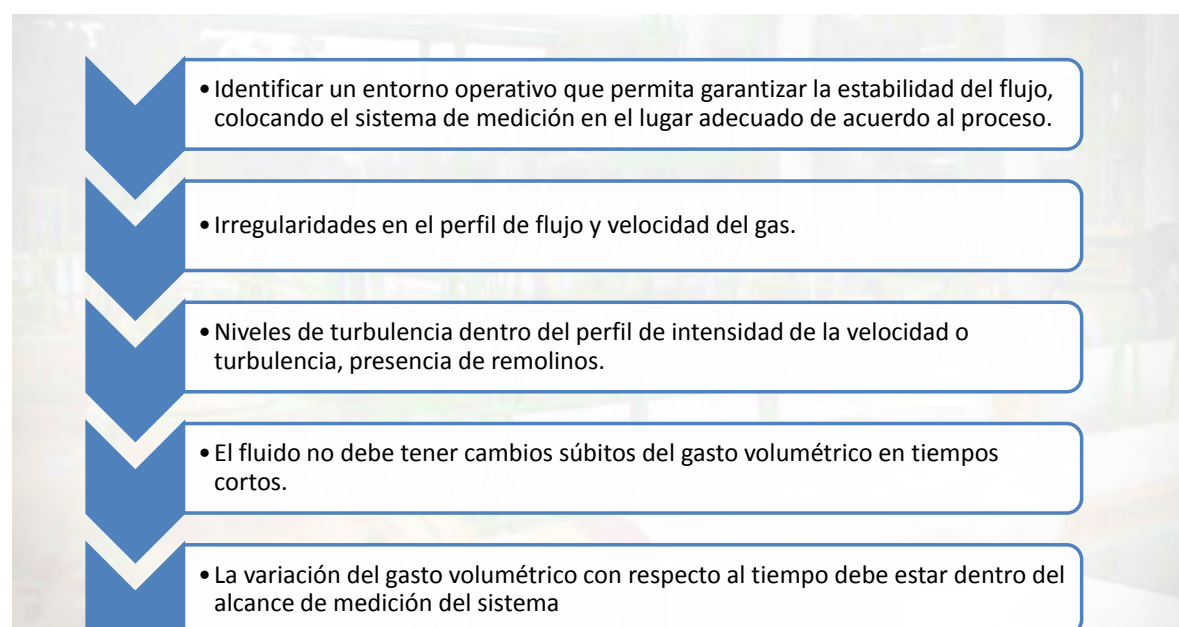 • Identificar un entorno operativo que permita garantizar la estabilidad del flujo,
colocando el sistema de medición en el lugar adecuado de acuerdo al proceso.
• Irregularidades en el perfil de flujo y velocidad del gas.
• Niveles de turbulencia dentro del perfil de intensidad de la velocidad o
turbulencia, presencia de remolinos.
• El fluido no debe tener cambios súbitos del gasto volumétrico en tiempos
cortos.
• La variación del gasto volumétrico con respecto al tiempo debe estar dentro del
alcance de medición del sistema